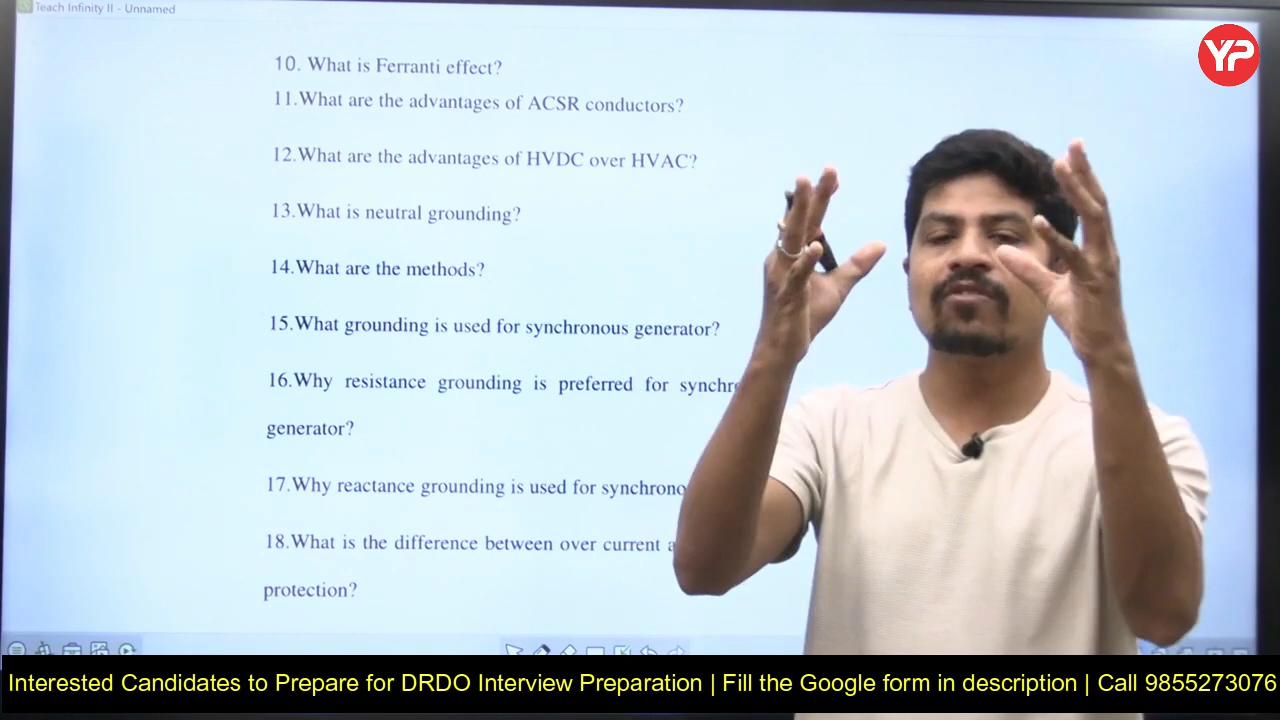 Teach Infinity II - Unnamed
YP
10. What is Ferranti effect?
11.What are the advantages of ACSR conductors?
12.What are the advantages of HVDC over HVAC?
13.What is neutral grounding?
14.What are the methods?
15.What grounding is used for synchronous generator?
16.Why resistance grounding is preferred for
generator?
17.Why reactance grounding is used for
18.What is the difference between over current
protection?
Interested Candidates to Prepare for DRDO Interview Preparation | Fill the Google form in description | Call 9855273076